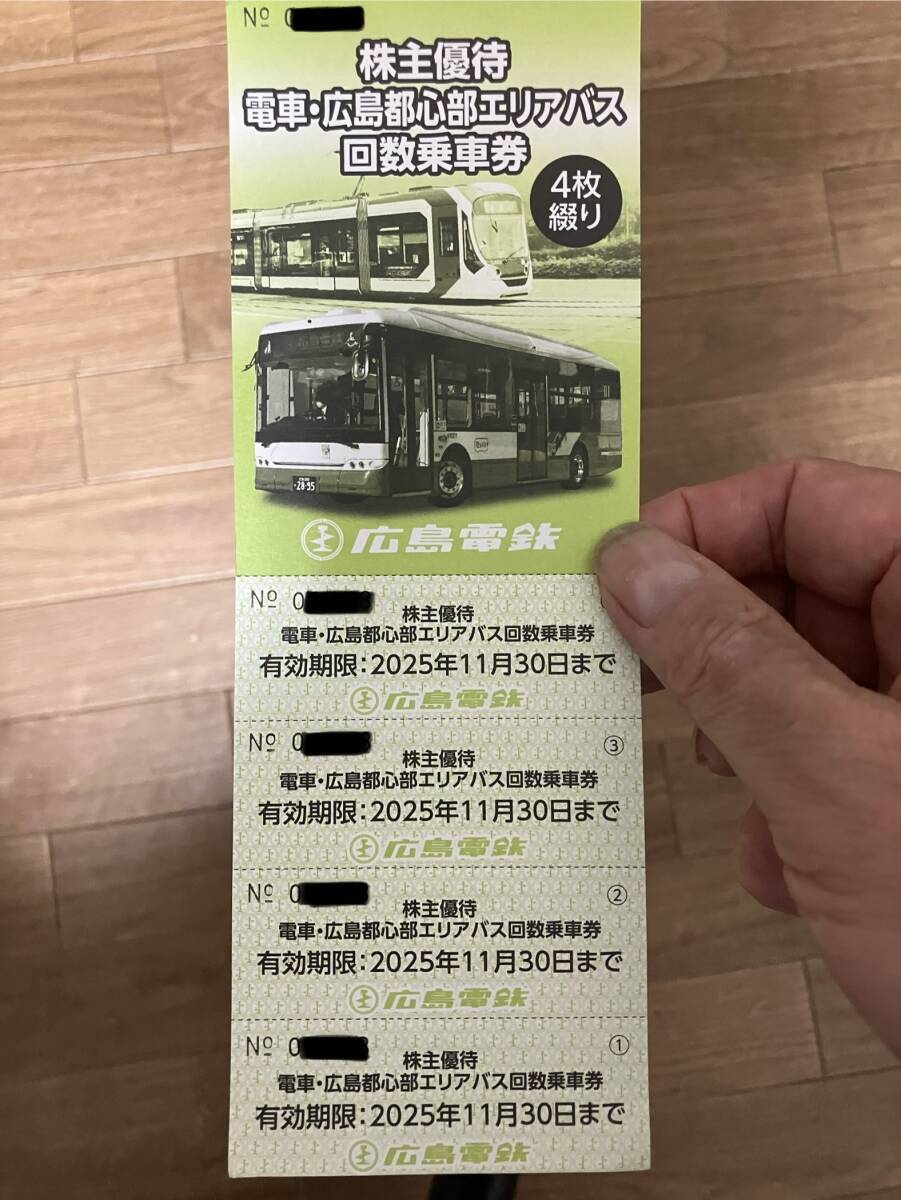 № 0
株主優待
電車・広島都心部エリアバス
回数乗車券
4枚
綴り
2895
広島電鉄
№ 0
株主優待
電車・広島都心部エリアバス回数乗車券
有効期限：2025年11月30日まで
広島電鉄
№ 0
③
株主優待
電車・広島都心部エリアバス回数乗車券
有効期限：2025年11月30日まで
広島電鉄
№ 0
②
株主優待
電車・広島都心部エリアバス回数乗車券
有効期限：2025年11月30日まで
広島電鉄
№ 0
①
株主優待
電車・広島都心部エリアバス回数乗車券
有効期限：2025年11月30日まで
広島電鉄